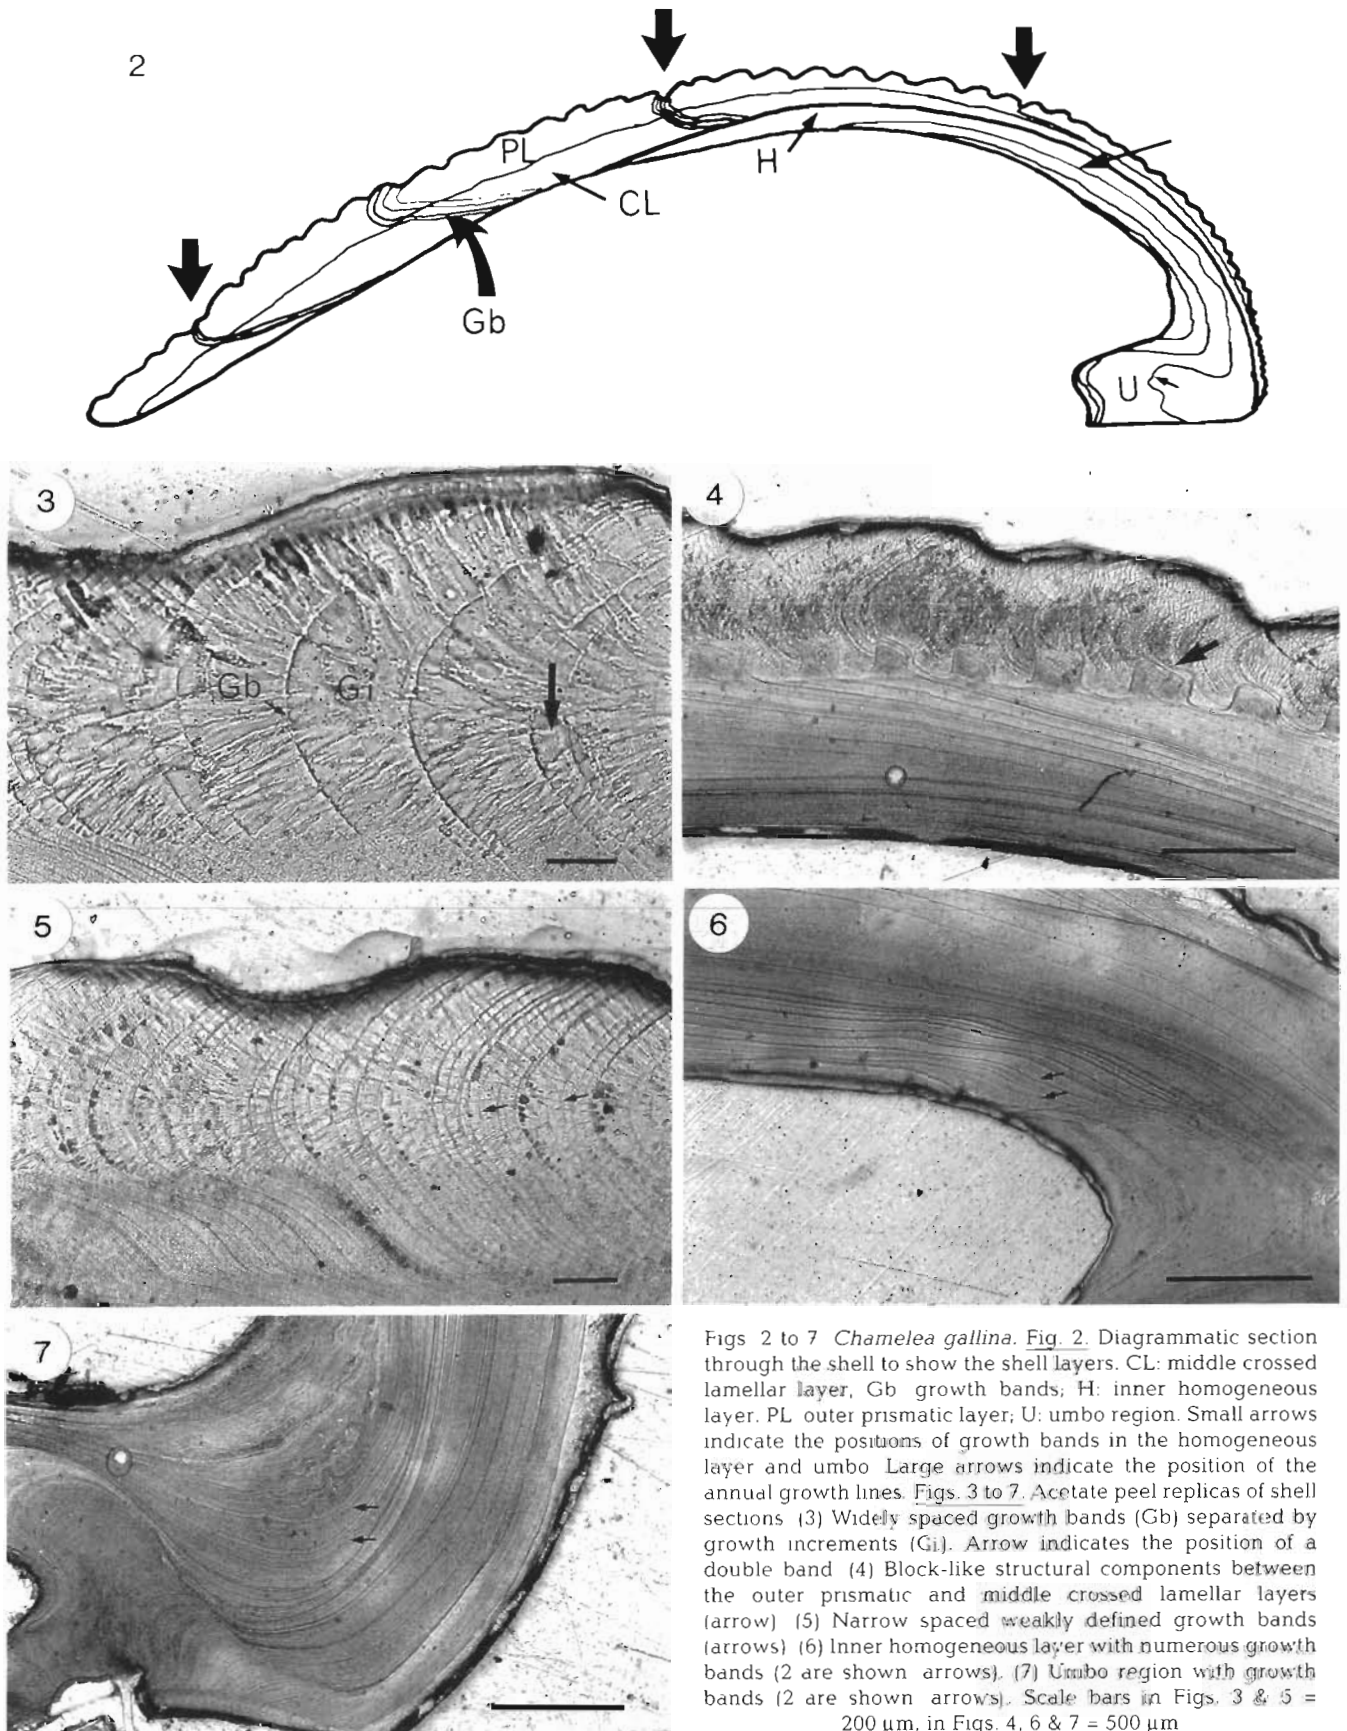 2
PL
H
CL
Gb
U
3
Gb
Gi
4
5
6
7
Figs 2 to 7 Chamelea gallina. Fig. 2. Diagrammatic section
through the shell to show the shell layers. CL: middle crossed
lamellar layer, Gb growth bands; H: inner homogeneous
layer. PL outer prismatic layer; U: umbo region. Small arrows
indicate the positions of growth bands in the homogeneous
layer and umbo Large arrows indicate the position of the
annual growth lines. Figs. 3 to 7. Acetate peel replicas of shell
sections (3) Widely spaced growth bands (Gb) separated by
growth increments (Gi). Arrow indicates the position of a
double band (4) Block-like structural components between
the outer prismatic and middle crossed lamellar layers
(arrow) (5) Narrow spaced weakly defined growth bands
(arrows) (6) Inner homogeneous layer with numerous growth
bands (2 are shown arrows). (7) Umbo region with growth
bands (2 are shown arrows). Scale bars in Figs. 3 & 5 =
200 µm, in Figs. 4, 6 & 7 = 500 µm